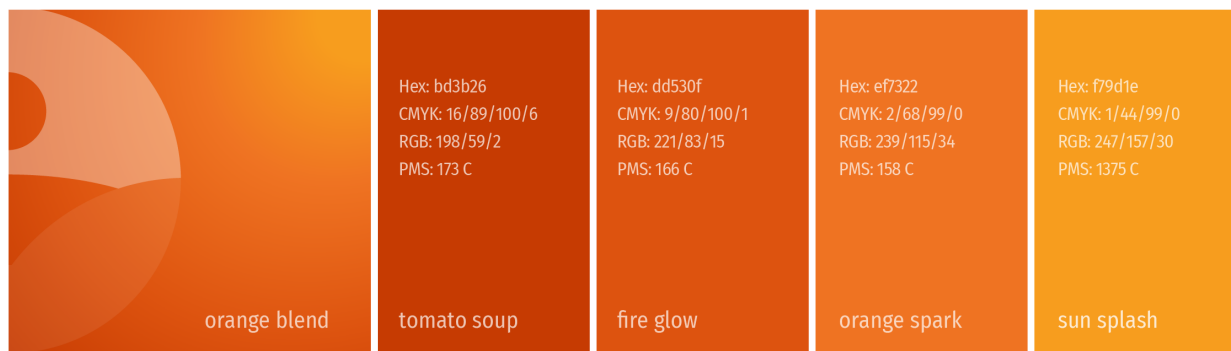 orange blend
Hex: bd3b26
CMYK: 16/89/100/6
RGB: 198/59/2
PMS: 173 C
tomato soup
Hex: dd530f
CMYK: 9/80/100/1
RGB: 221/83/15
PMS: 166 C
fire glow
Hex: ef7322
CMYK: 2/68/99/0
RGB: 239/115/34
PMS: 158 C
orange spark
Hex: f79d1e
CMYK: 1/44/99/0
RGB: 247/157/30
PMS: 1375 C
sun splash